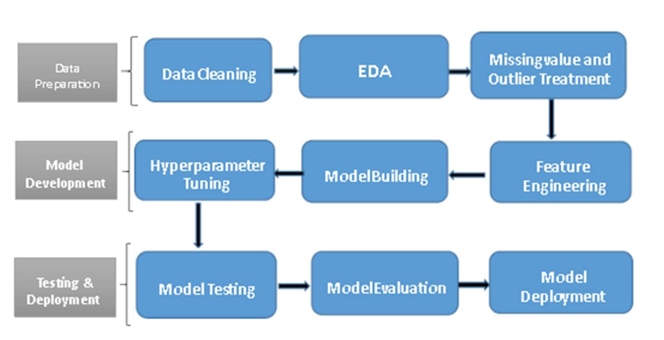 Data
Preparation
Data Cleaning
EDA
Missingvalue and
Outlier Treatment
Model
Development
Hyperparameter
Tuning
ModelBuilding
Feature
Engineering
Testing &
Deployment
Model Testing
ModelEvaluation
Model
Deployment